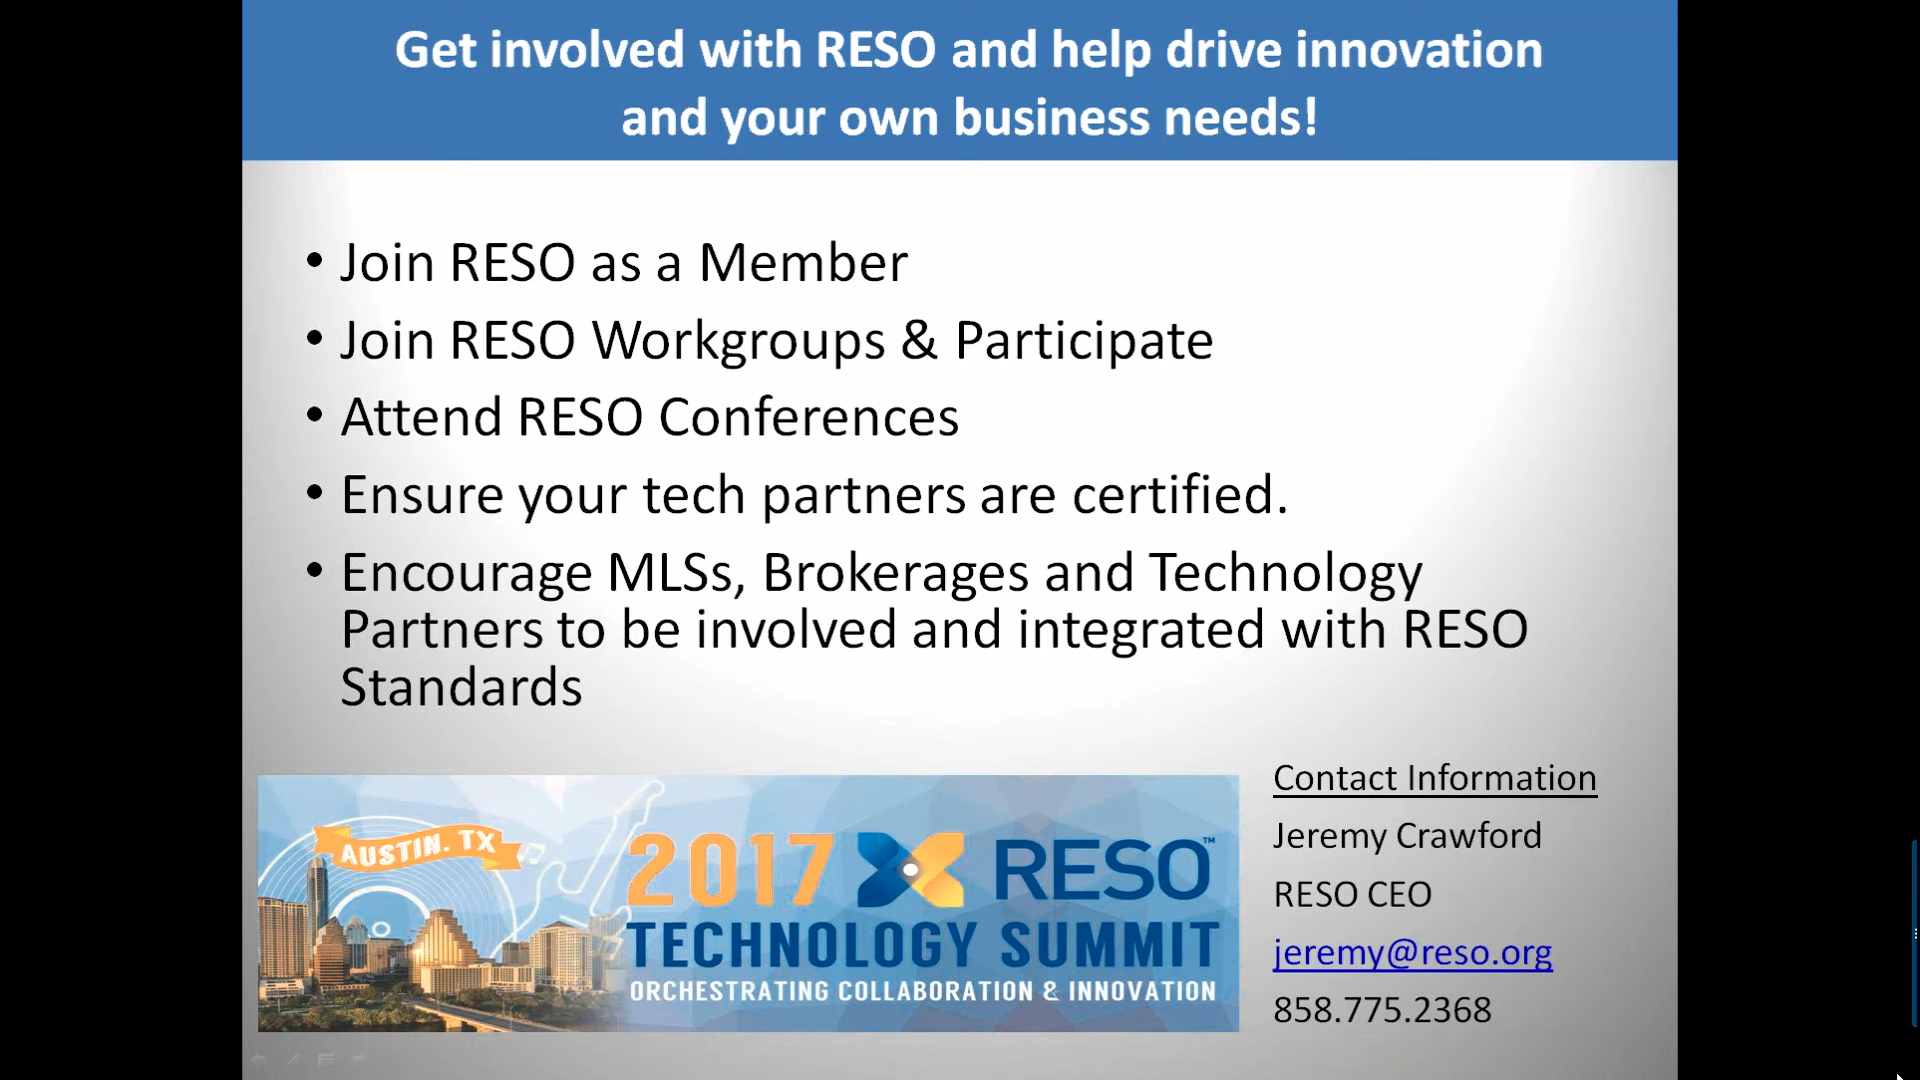 Get involved with RESO and help drive innovation
and your own business needs!
• Join RESO as a Member
• Join RESO Workgroups & Participate
• Attend RESO Conferences
• Ensure your tech partners are certified.
• Encourage MLSs, Brokerages and Technology
Partners to be involved and integrated with RESO
Standards
AUSTIN. TX
2017 RESO™
TECHNOLOGY SUMMIT
ORCHESTRATING COLLABORATION & INNOVATION
Contact Information
Jeremy Crawford
RESO CEO
jeremy@reso.org
858.775.2368